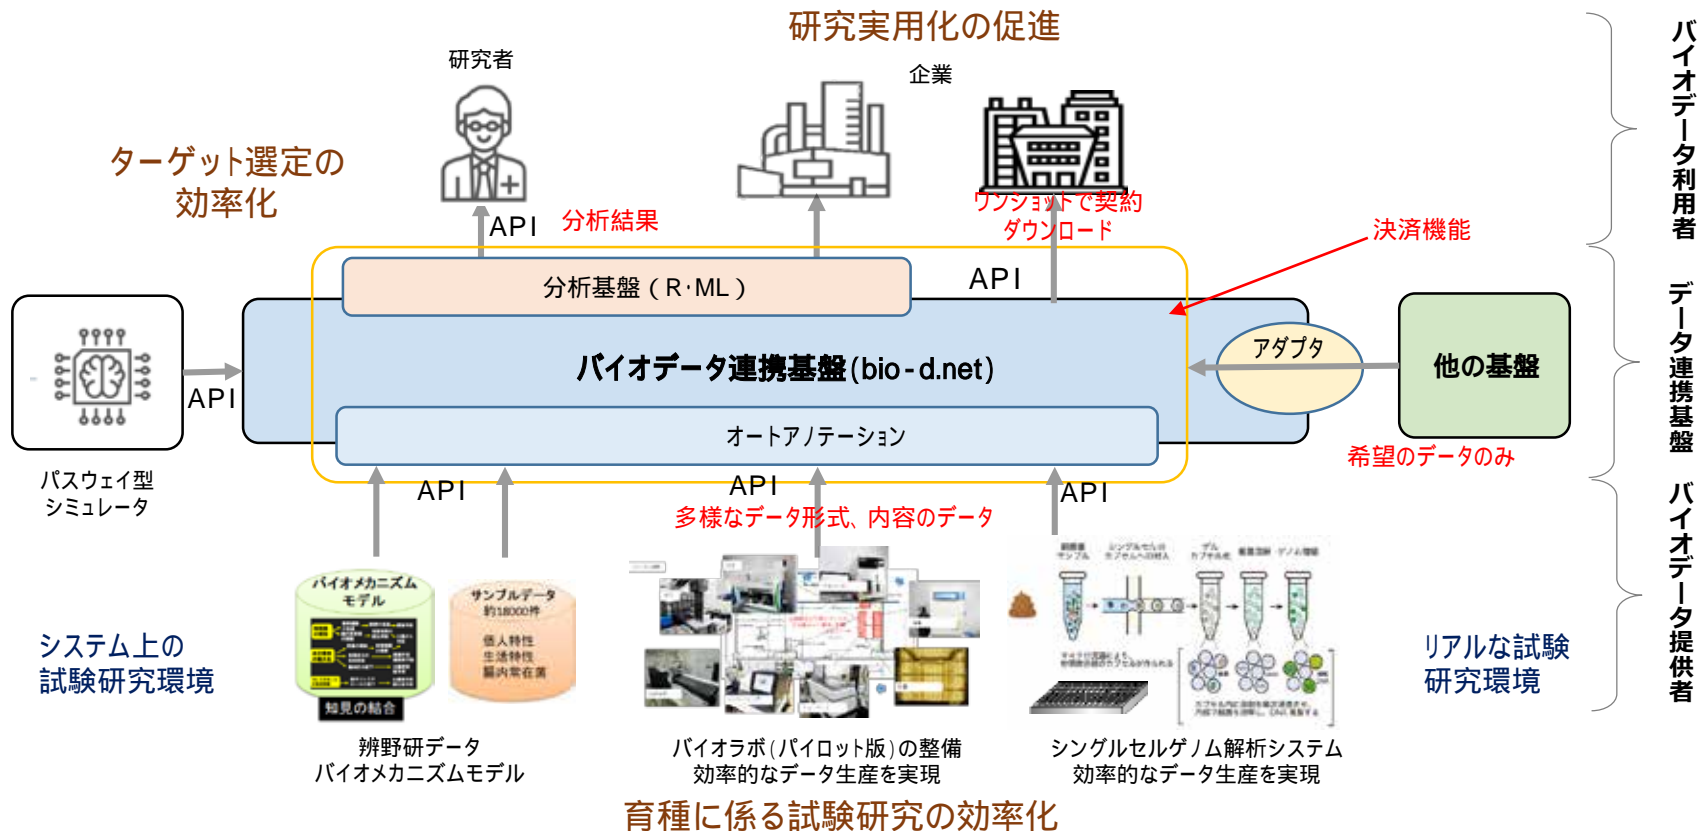 研究実用化の促進
研究者
企業
ターゲット選定の
効率化
API
分析結果
ワンショットで契約
ダウンロード
決済機能
API
分析基盤（R・ML）
バイオデータ連携基盤(bio-d.net)
アダプタ
他の基盤
API
オートアノテーション
希望のデータのみ
パスウェイ型
シミュレータ
API
API
API
多様なデータ形式、内容のデータ
バイオメカニズム
モデル
知見の結合
サンプルデータ
約18000件
個人特性
生活特性
腸内常在菌
システム上の
試験研究環境
リアルな試験
研究環境
辨野研データ
バイオメカニズムモデル
バイオラボ(パイロット版)の整備
効率的なデータ生産を実現
シングルセルゲノム解析システム
効率的なデータ生産を実現
育種に係る試験研究の効率化
バイオデータ利用者
データ連携基盤
バイオデータ提供者